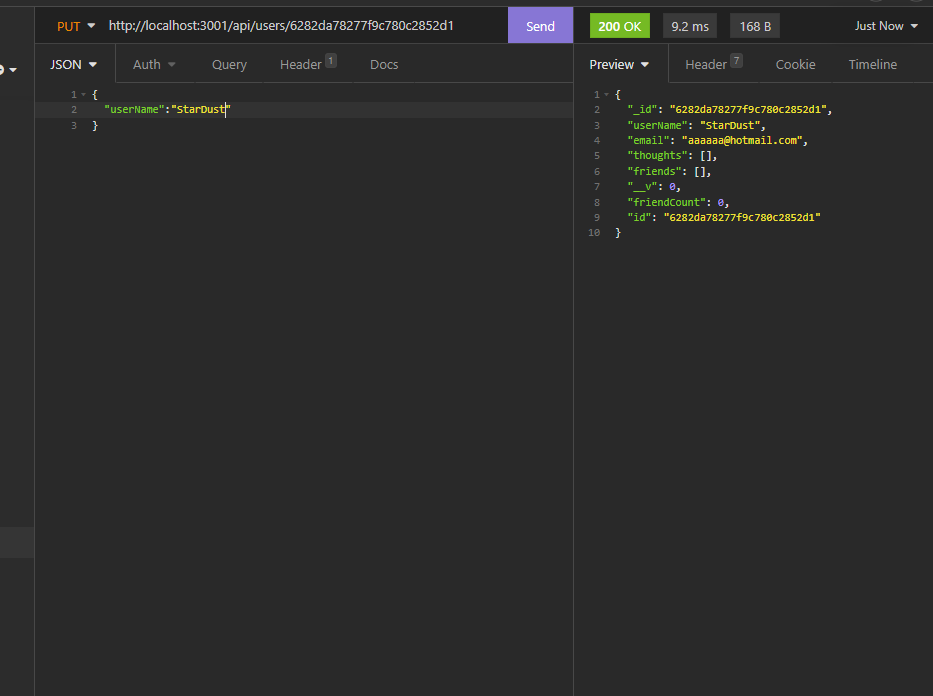 PUT http://localhost:3001/api/users/6282da78277f9c780c2852d1 Send 200 OK 9.2 ms 168 B Just Now
JSON Auth Query Header 1 Docs Preview Header 7 Cookie Timeline
1 {
2 "userName":"StarDust"
3 }
1 {
2 "_id": "6282da78277f9c780c2852d1",
3 "userName": "StarDust",
4 "email": "aaaaaa@hotmail.com",
5 "thoughts": [],
6 "friends": [],
7 "__v": 0,
8 "friendCount": 0,
9 "id": "6282da78277f9c780c2852d1"
10 }